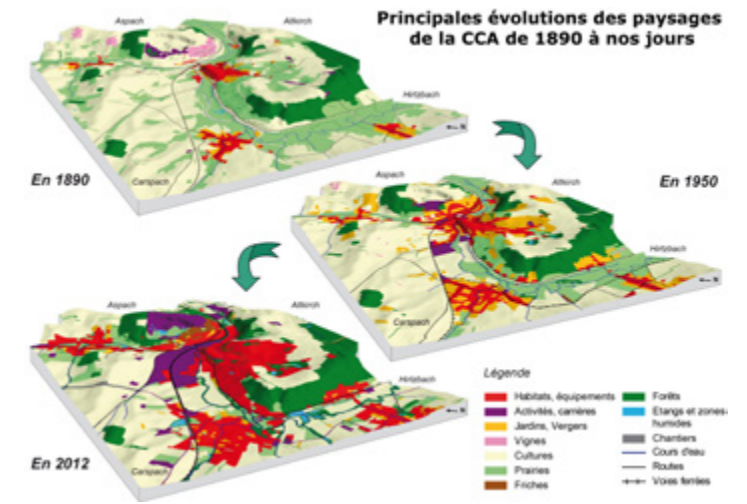 Principales évolutions des paysages
de la CCA de 1890 à nos jours
Aspach
Altkirch
Hirtzbach
Carspach
N
En 1890
Aspach
Altkirch
Hirtzbach
Carspach
N
En 1950
Aspach
Altkirch
Hirtzbach
Carspach
N
En 2012
Légende
Habitats, équipements
Activités, carrières
Jardins, Vergers
Vignes
Cultures
Prairies
Friches
Forêts
Etangs et zones-
humides
Chantiers
Cours d'eau
Routes
Voies ferrées